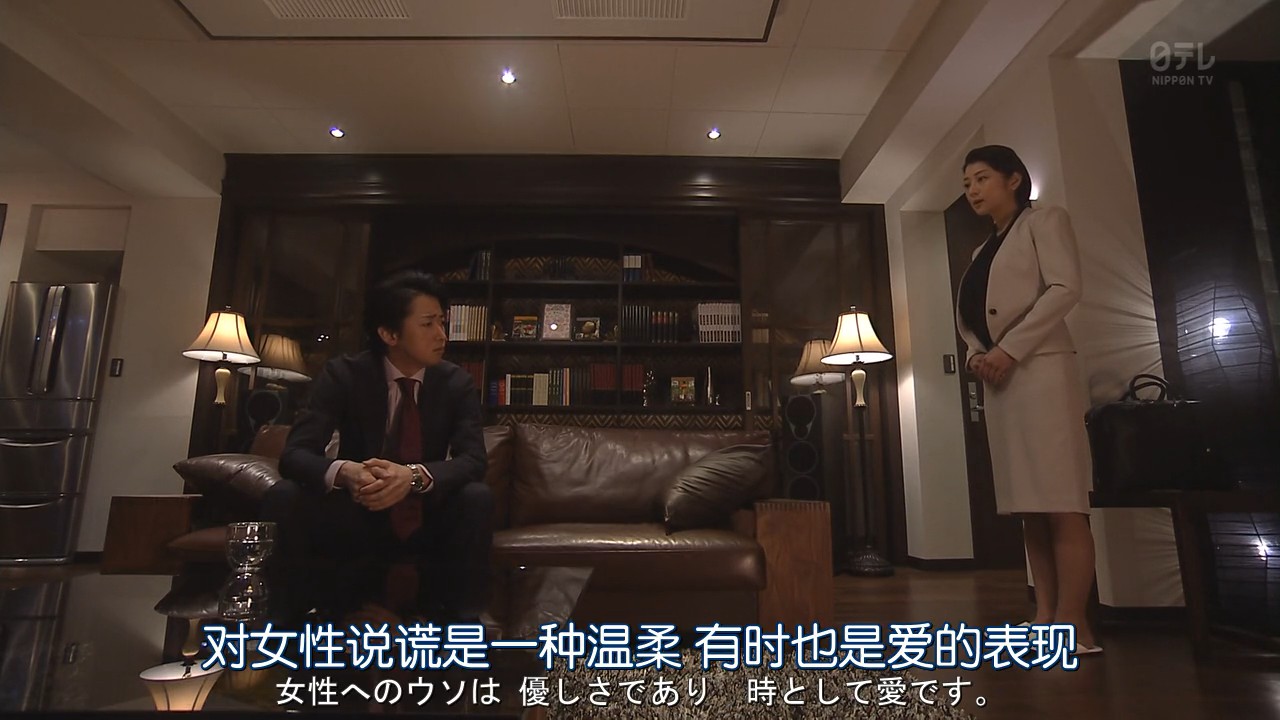 日テレ
NIPPON TV
对女性说谎是一种温柔 有时也是爱的表现
女性へのウソは 優しさであり 時として愛です。